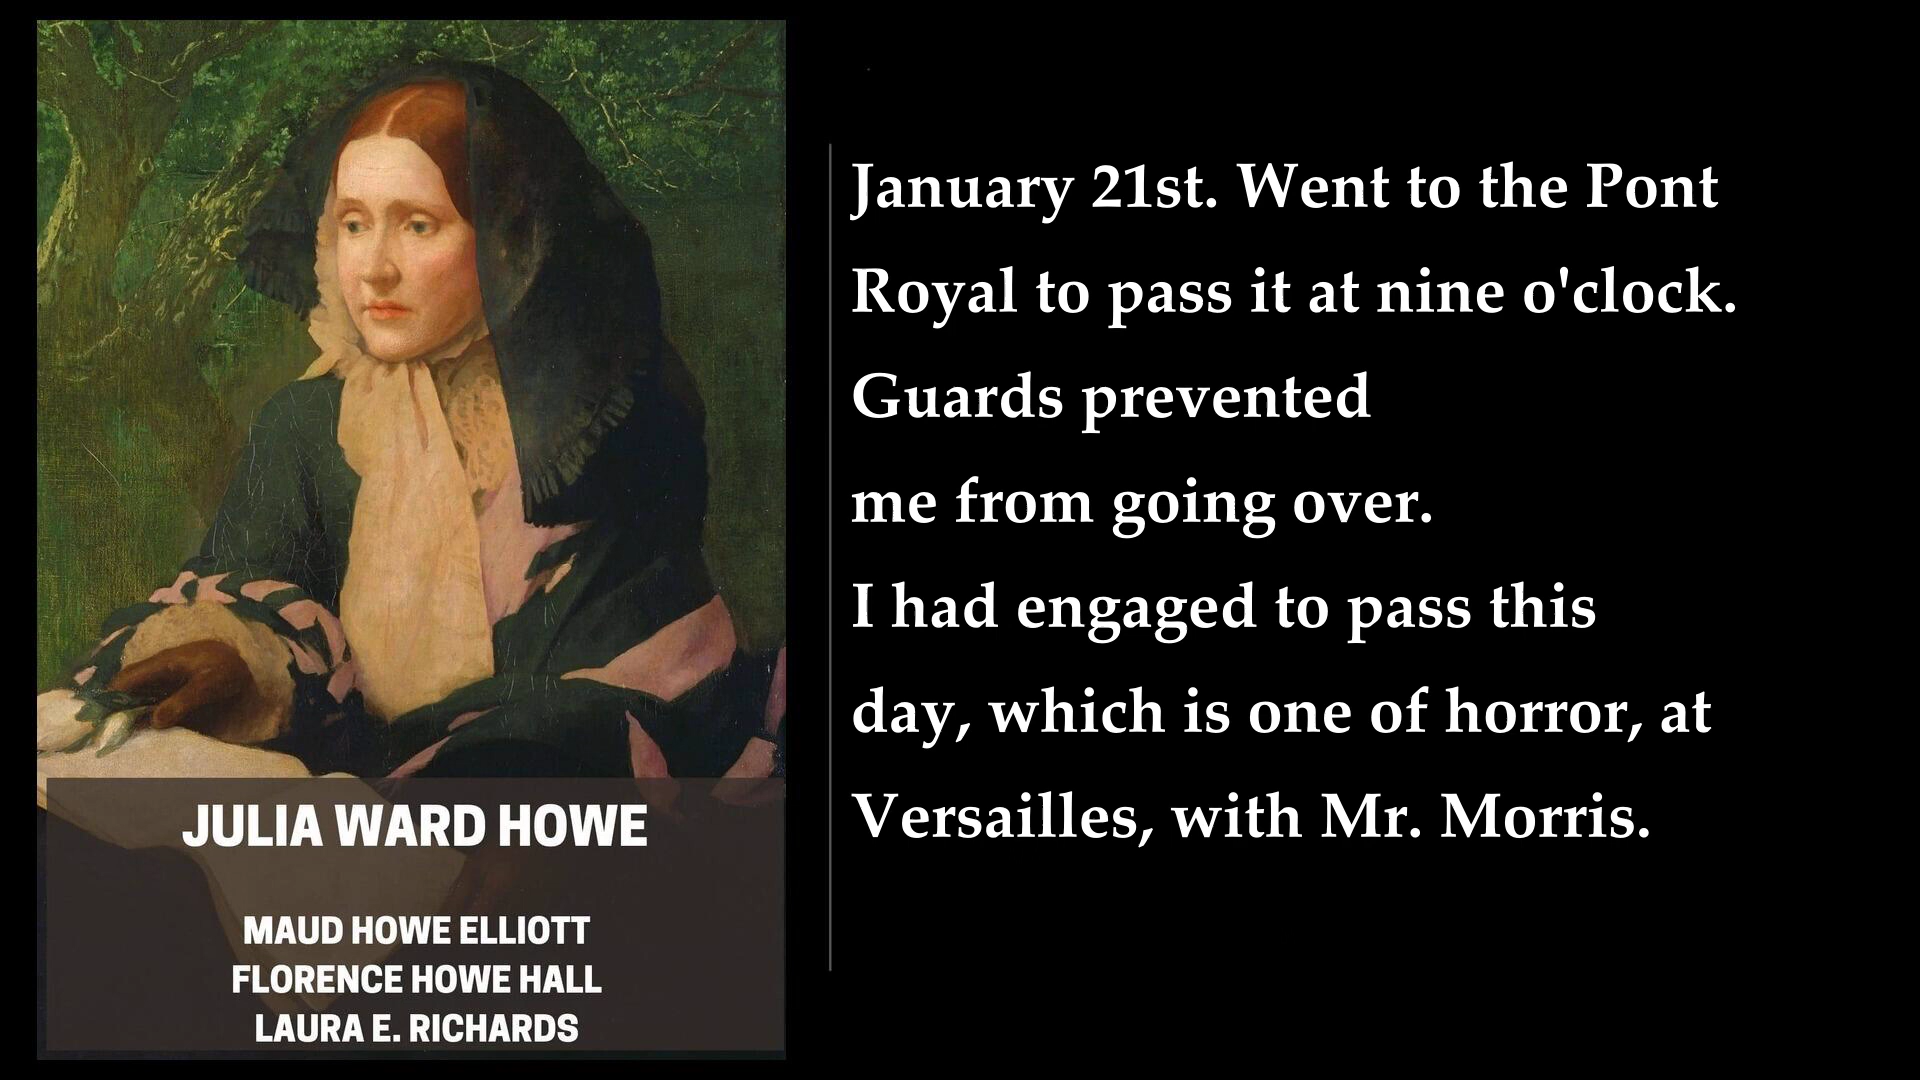 JULIA WARD HOWE
MAUD HOWE ELLIOTT
FLORENCE HOWE HALL
LAURA E. RICHARDS
January 21st. Went to the Pont
Royal to pass it at nine o'clock.
Guards prevented
me from going over.
I had engaged to pass this
day, which is one of horror, at
Versailles, with Mr. Morris.